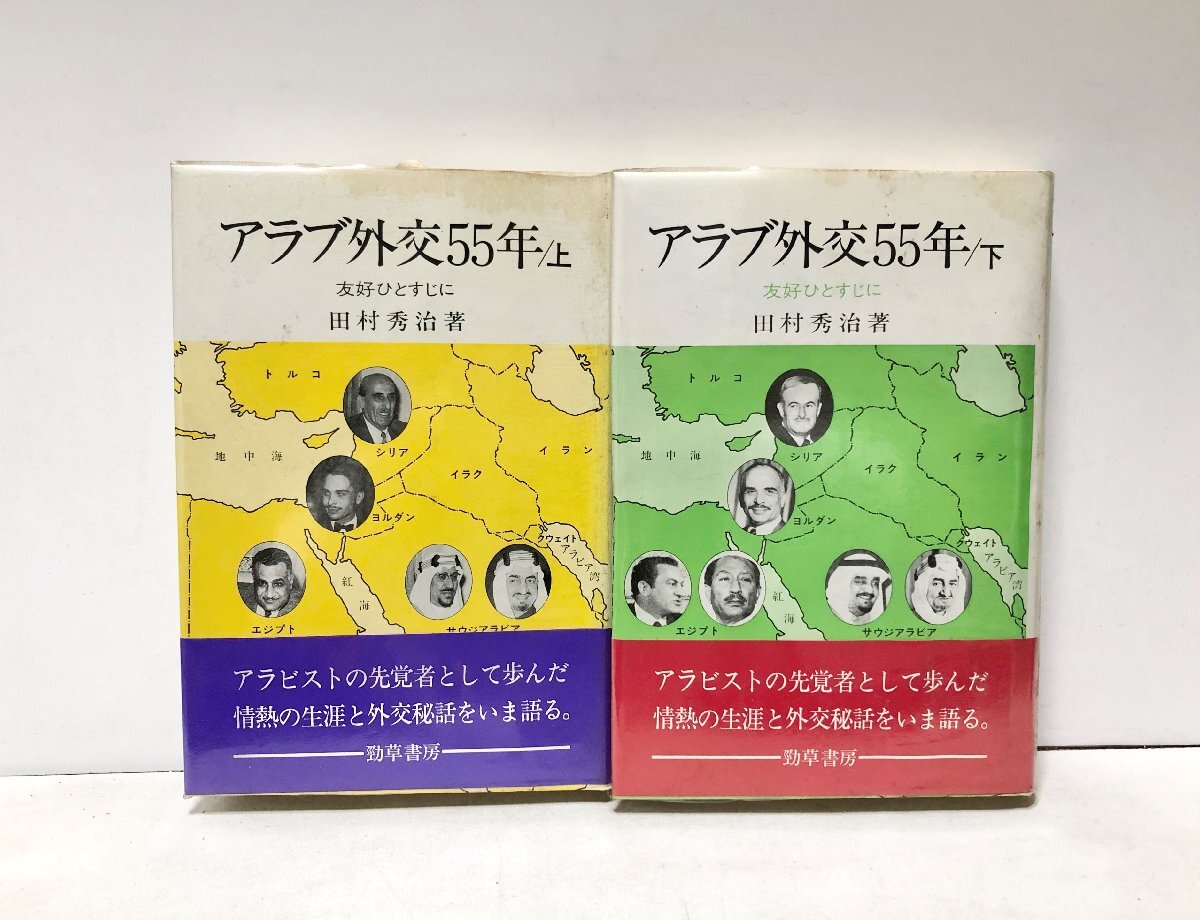 アラブ外交55年/上
友好ひとすじに
田村秀治著
トルコ
シリア
地中海
イラク
イラン
ヨルダン
クウェイト
アラビア湾
紅海
エジプト
サウジアラビア
アラビストの先覚者として歩んだ
情熱の生涯と外交秘話をいま語る。
勁草書房
アラブ外交55年/下
友好ひとすじに
田村秀治著
トルコ
シリア
地中海
イラク
イラン
ヨルダン
クウェイト
アラビア湾
紅海
エジプト
サウジアラビア
アラビストの先覚者として歩んだ
情熱の生涯と外交秘話をいま語る。
勁草書房